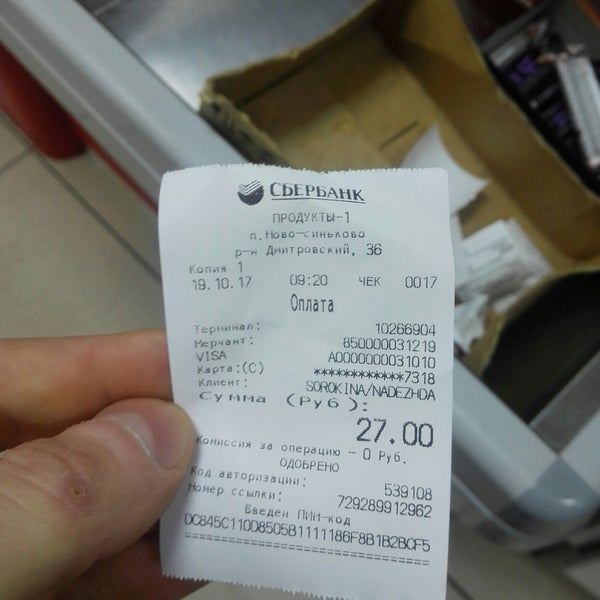 СБЕРБАНК
ПРОДУКТЫ-1
п.Ново-синьково
р-н Дмитровский, 36
Копия 1
19.10.17 09:20 ЧЕК 0017
Оплата
Терминал: 10266904
Мерчант: 850000031219
VISA A0000000031010
Карта:(C) ************7318
Клиент: SOROKINA/NADEZHDA
Сумма (Руб):
27.00
Комиссия за операцию - 0 Руб.
ОДОБРЕНО
Код авторизации: 539108
Номер ссылки: 729289912962
Введен ПИН-код
DC845C110D8505B1111186F8B1B2BCF5
================================